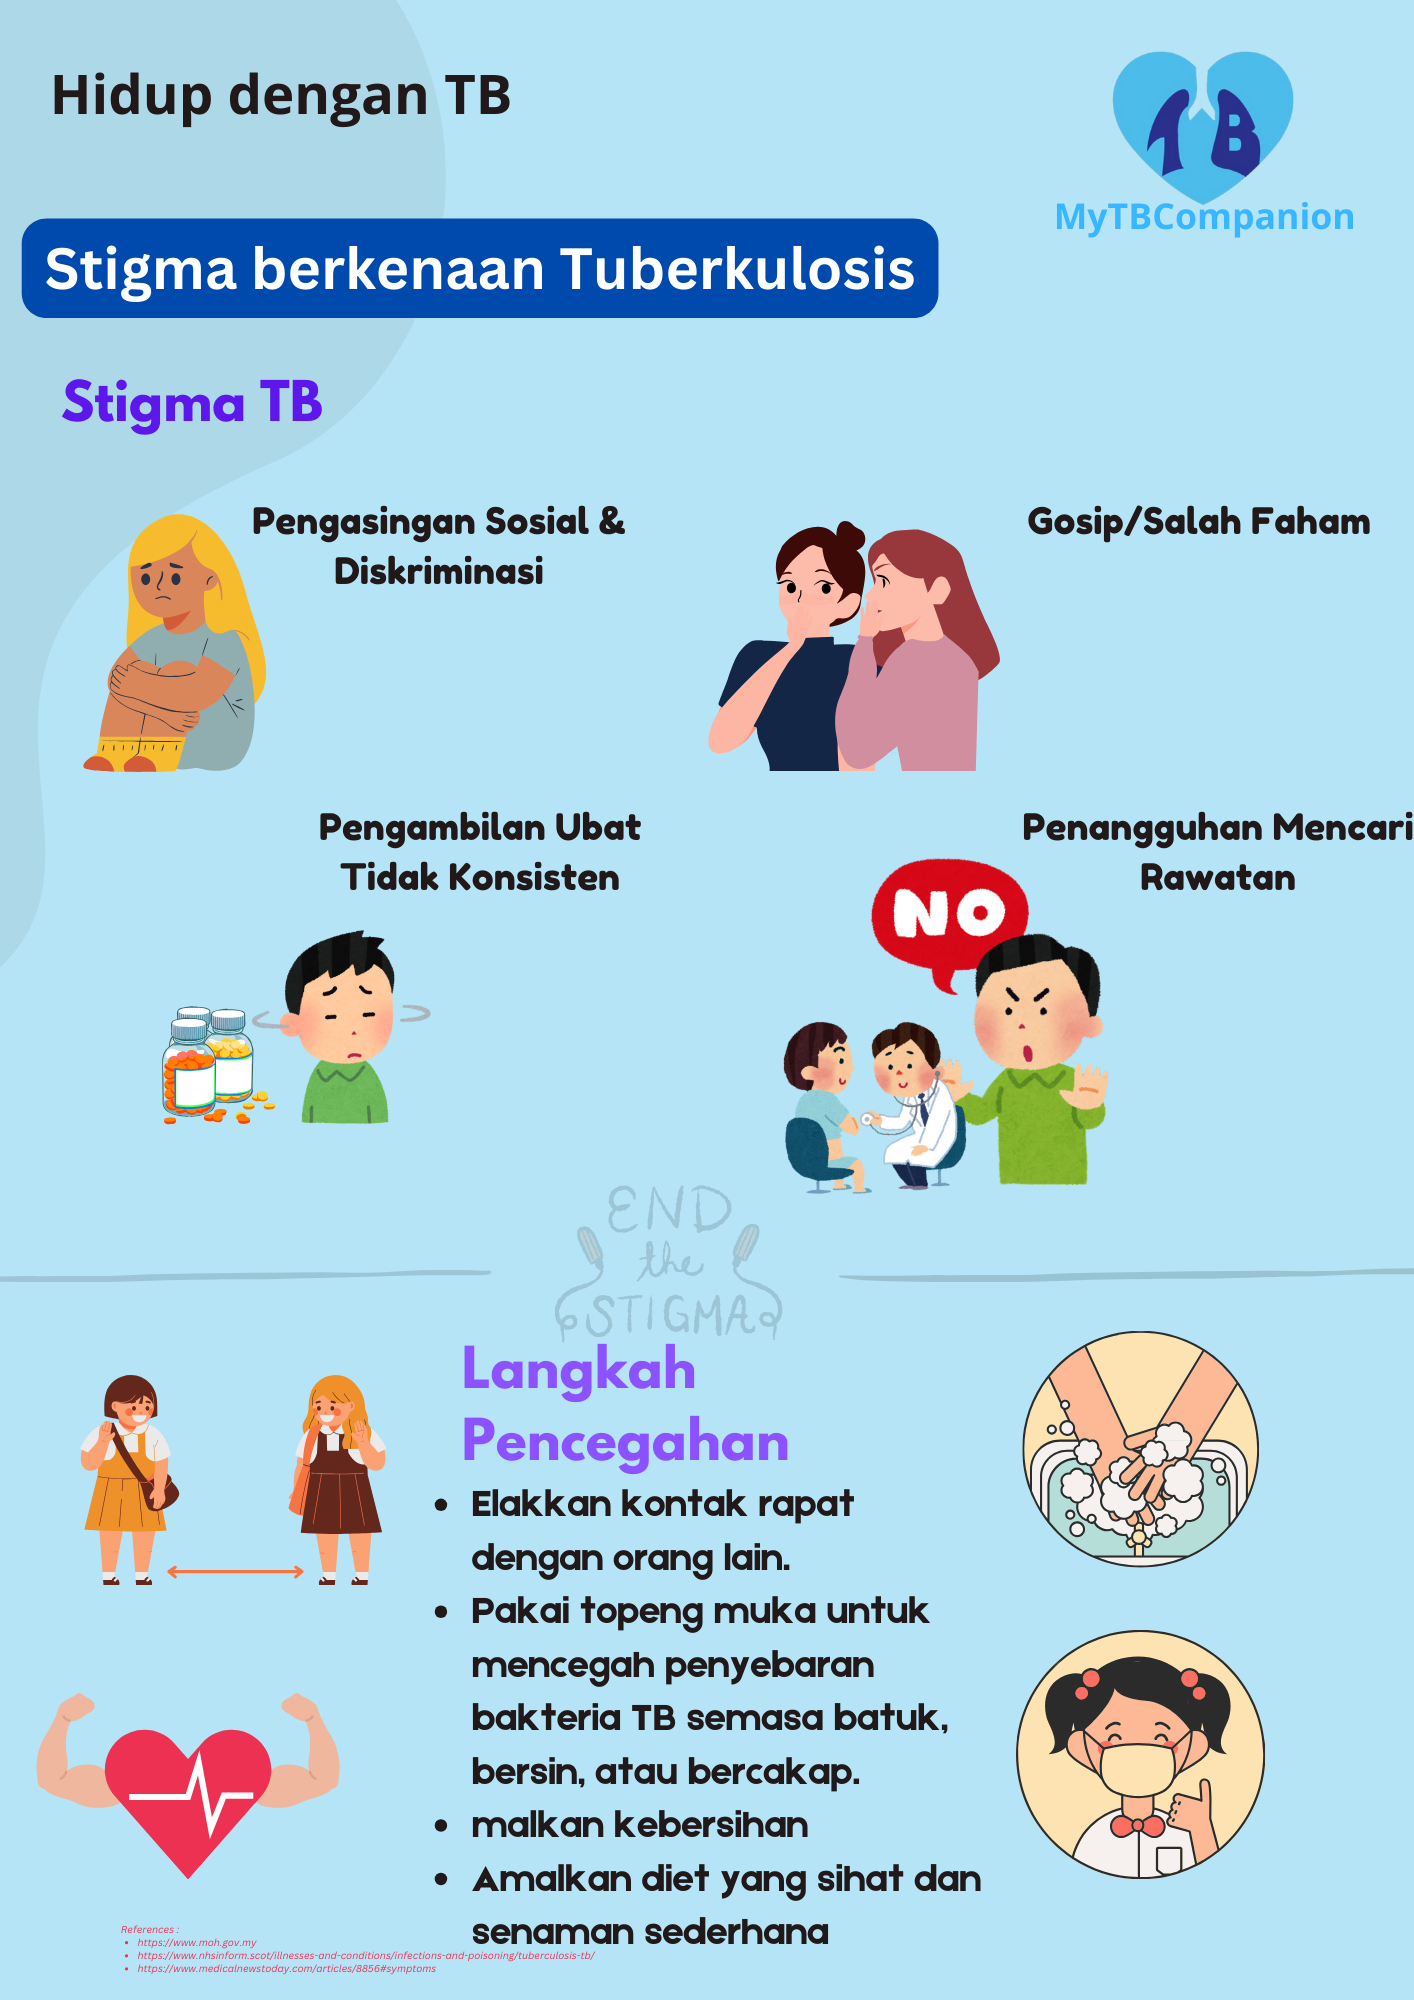 Hidup dengan TB
TB
MyTBCompanion
Stigma berkenaan Tuberkulosis
Stigma TB
Pengasingan Sosial &
Diskriminasi
Gosip/Salah Faham
Pengambilan Ubat
Tidak Konsisten
Penangguhan Mencari
Rawatan
NO
END
the
STIGMA
Langkah
Pencegahan
• Elakkan kontak rapat
dengan orang lain.
• Pakai topeng muka untuk
mencegah penyebaran
bakteria TB semasa batuk,
bersin, atau bercakap.
• malkan kebersihan
• Amalkan diet yang sihat dan
senaman sederhana
References :
• https://www.moh.gov.my
• https://www.nhsinform.scot/illnesses-and-conditions/infections-and-poisoning/tuberculosis-tb/
• https://www.medicalnewstoday.com/articles/8856#symptoms